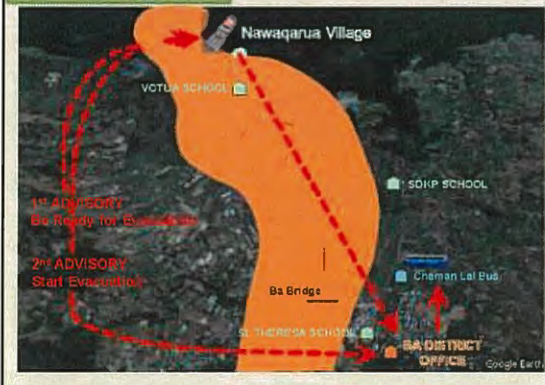 Nawaqarua Village
VOTUA SCHOOL
SDKP SCHOOL
1ST ADVISORY
Be Ready for Evacuation
2nd ADVISORY
Start Evacuation
Chaman Lal Bus
Ba Bridge
ST THERESA SCHOOL
BA DISTRICT
OFFICE
Google Earth